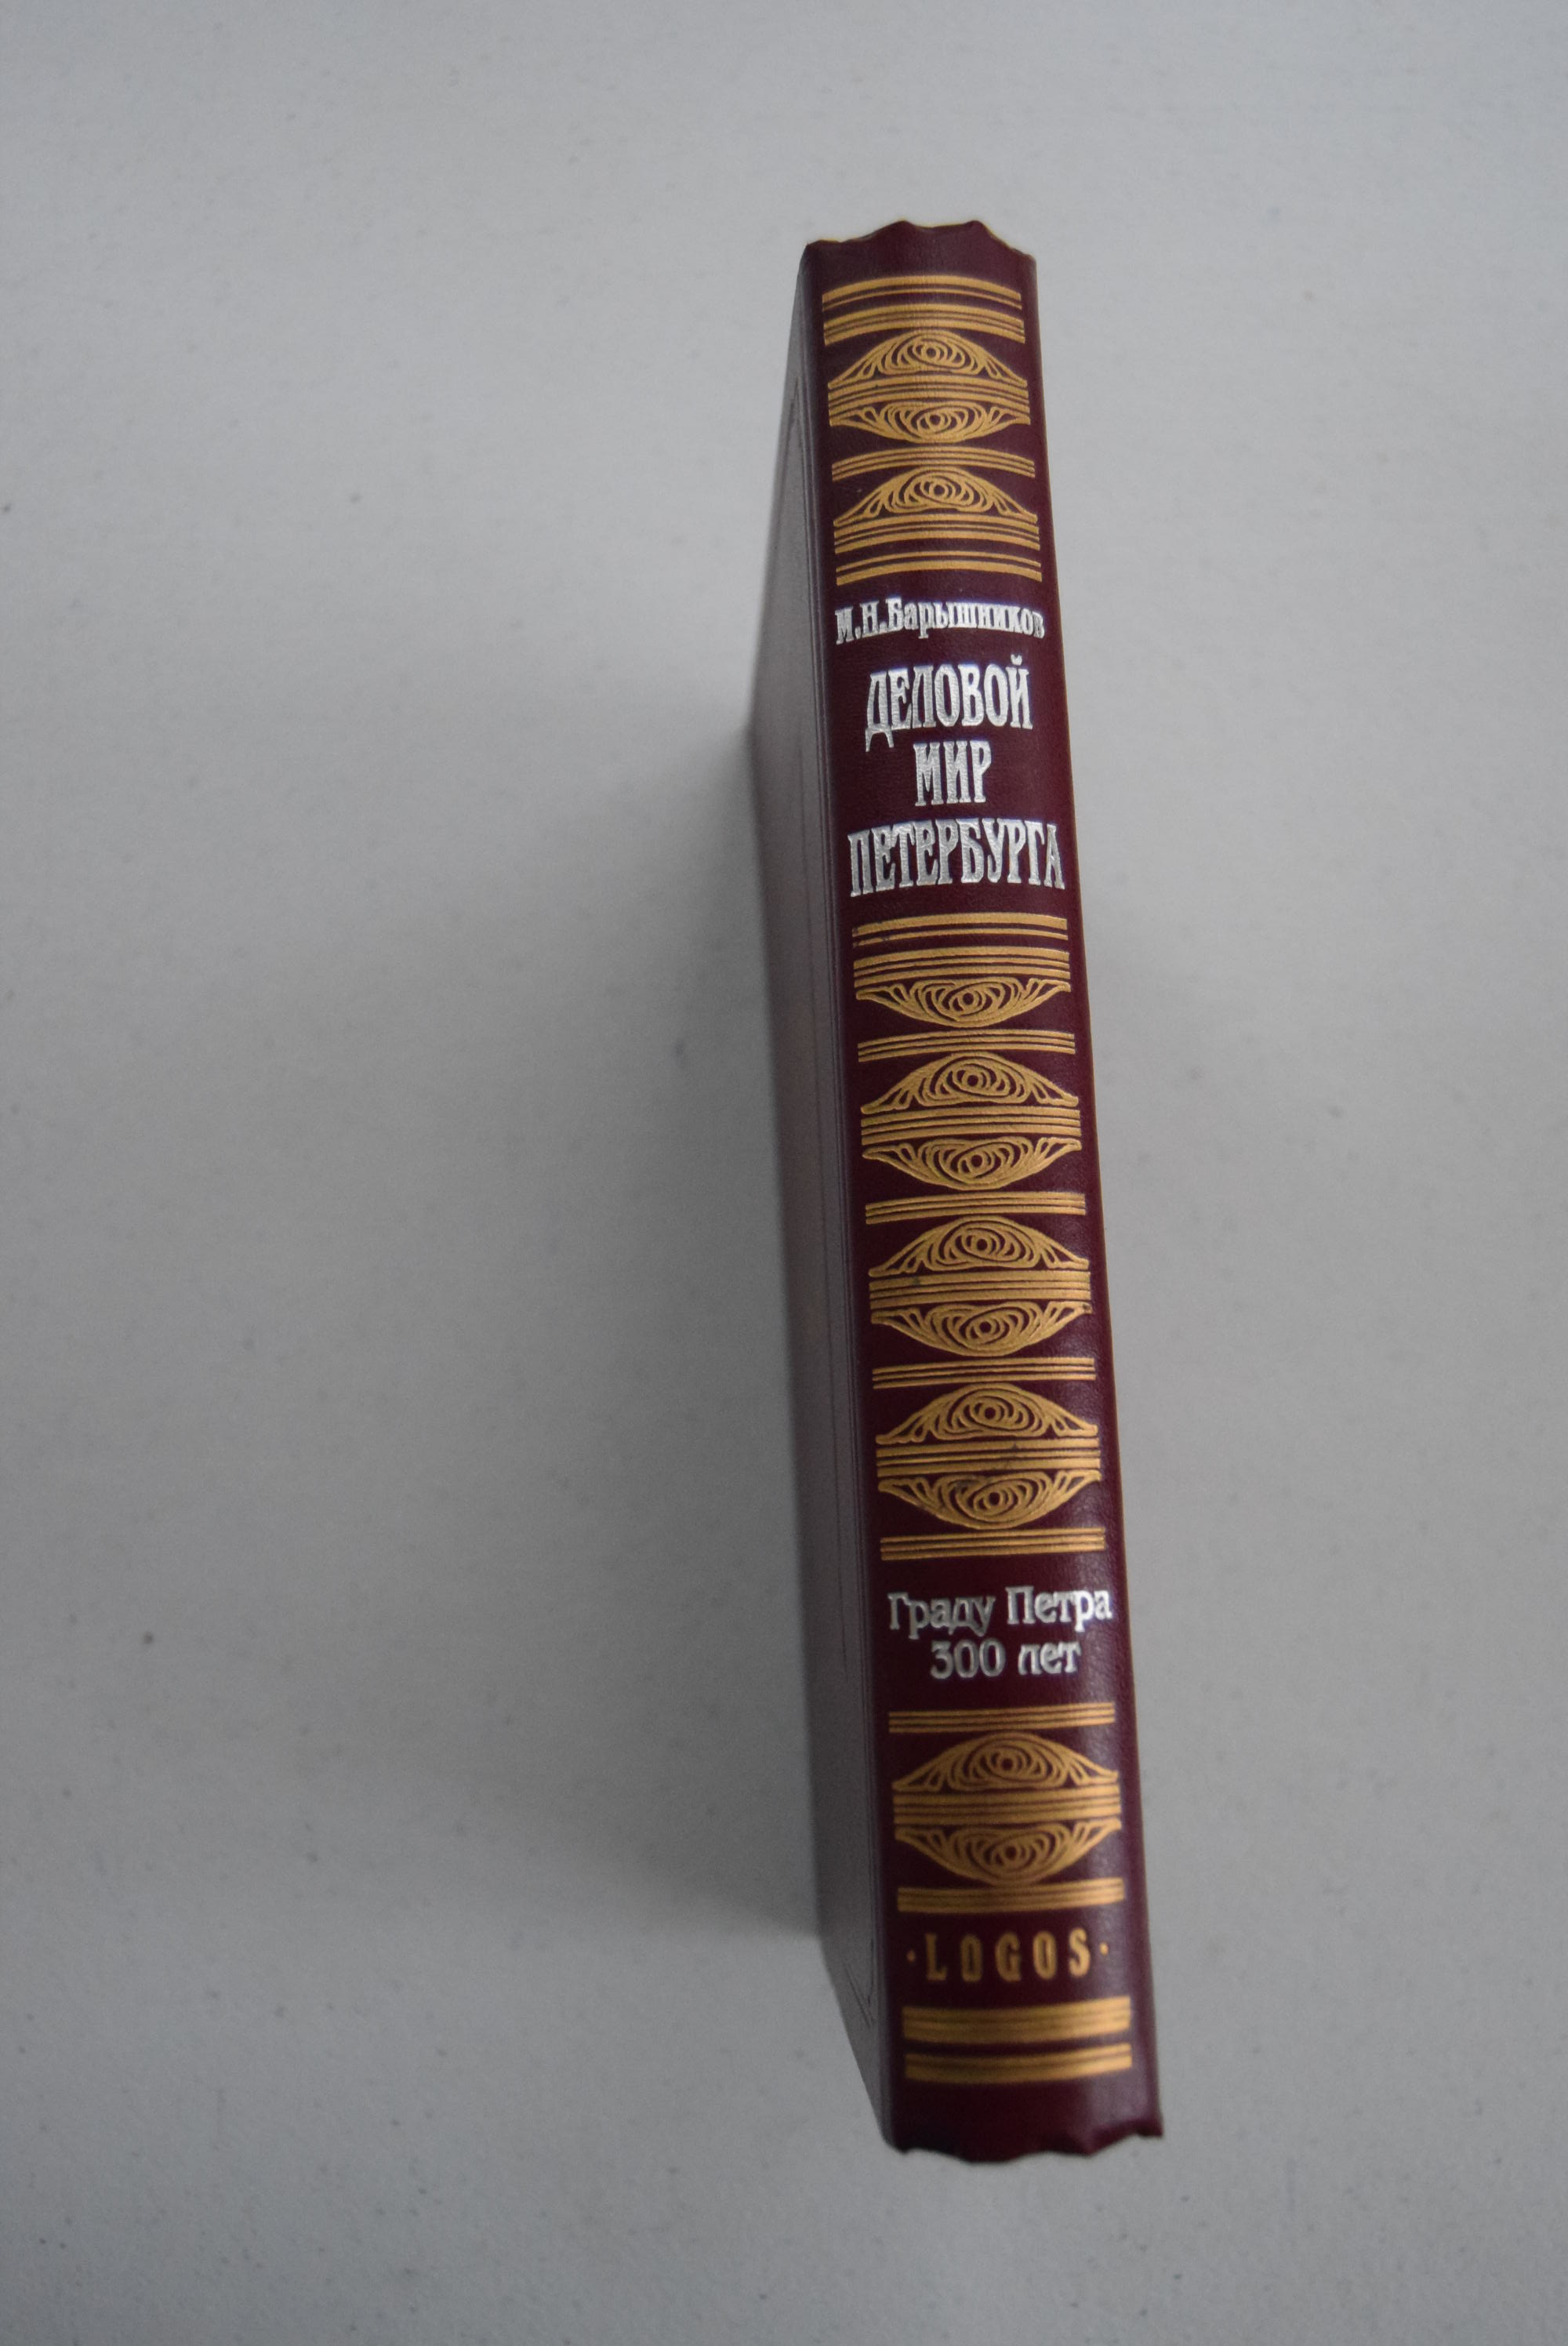 М.Н.Барышников
ДЕЛОВОЙ
МИР
ПЕТЕРБУРГА
Граду Петра
300 лет
·LOGOS·